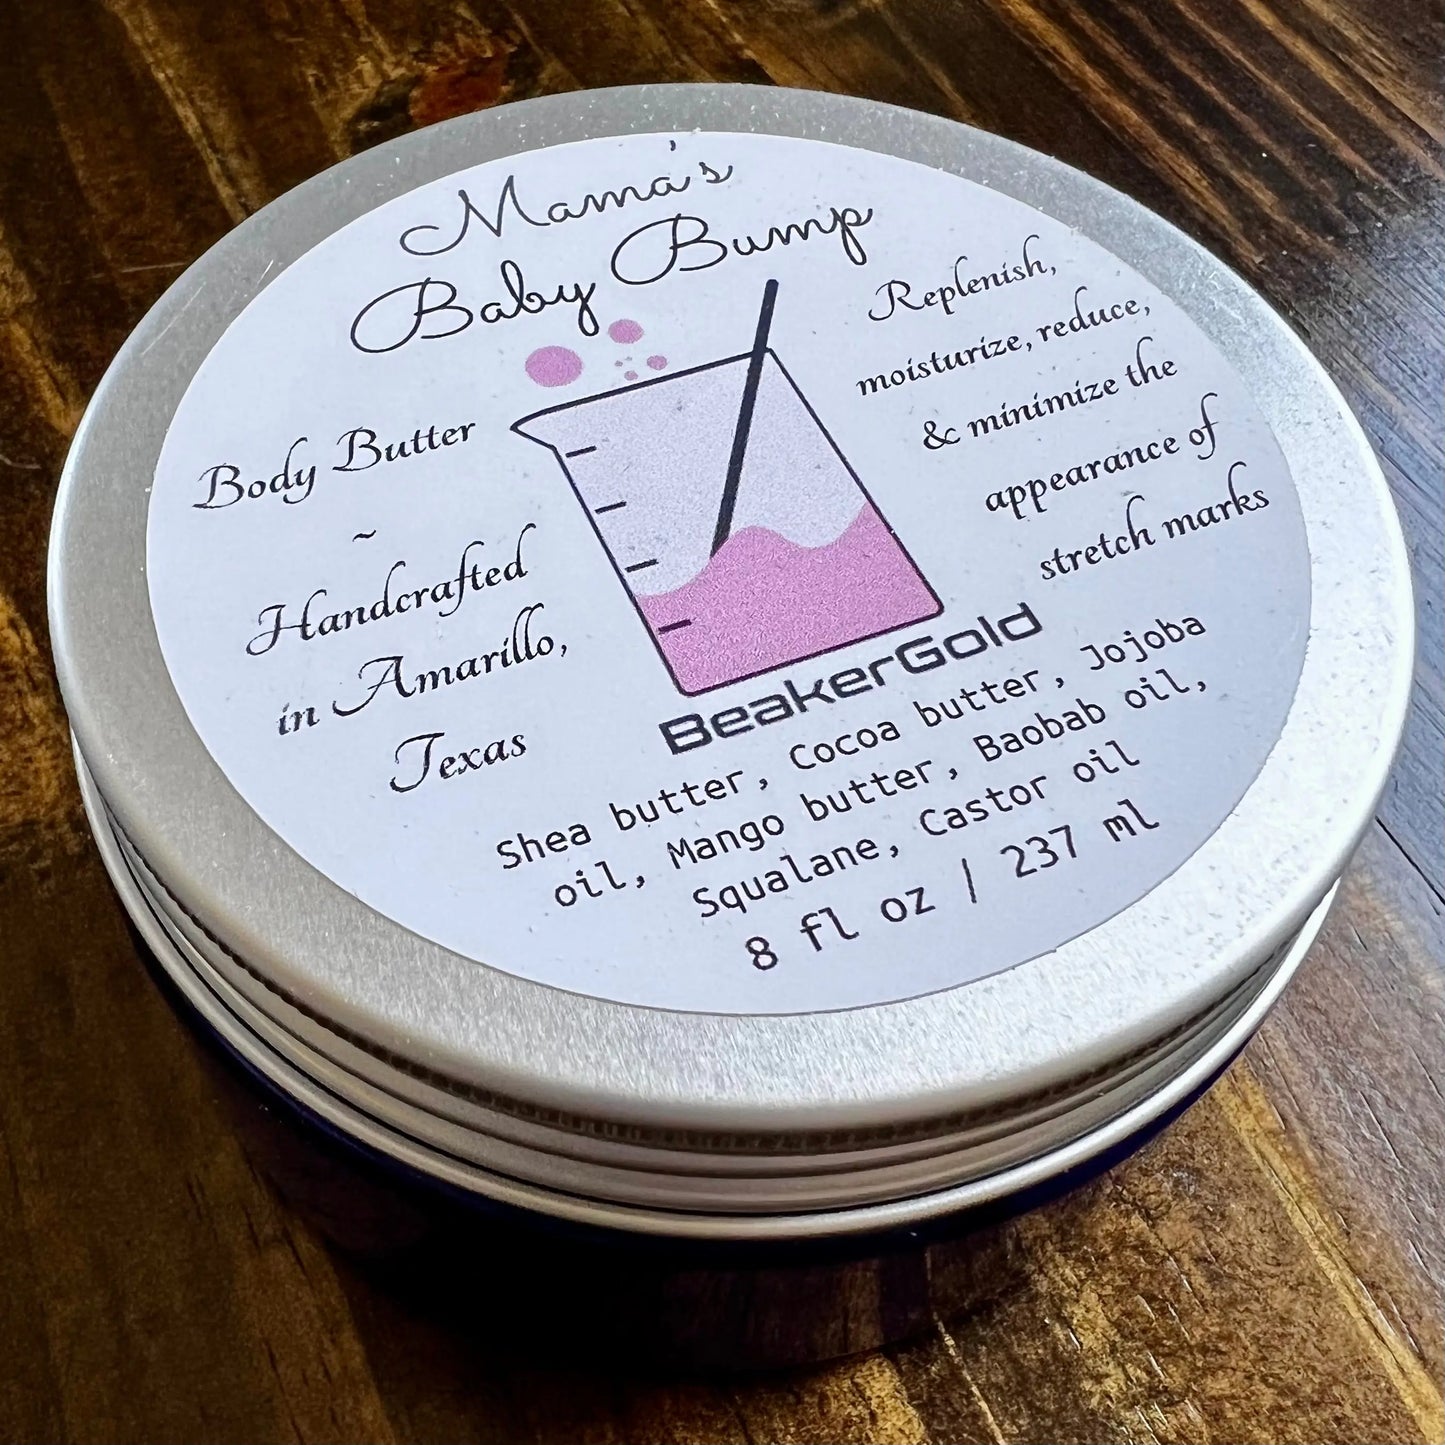 Mama's
Baby Bump
Body Butter
~
Handcrafted
in Amarillo,
Texas
Replenish,
moisturize, reduce,
& minimize the
appearance of
stretch marks
BeakerGold
Shea butter, Cocoa butter, Jojoba
oil, Mango butter, Baobab oil,
Squalane, Castor oil
8 fl oz / 237 ml